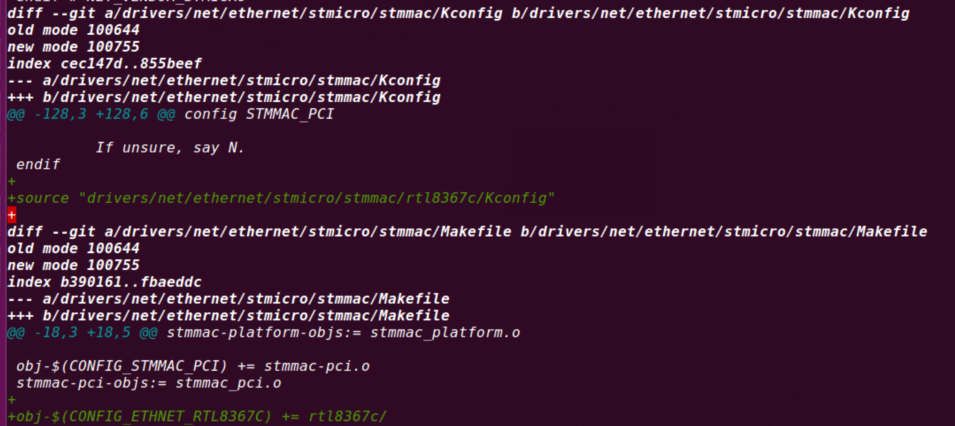 diff --git a/drivers/net/ethernet/stmicro/stmmac/Kconfig b/drivers/net/ethernet/stmicro/stmmac/Kconfig
old mode 100644
new mode 100755
index cec147d..855beef
--- a/drivers/net/ethernet/stmicro/stmmac/Kconfig
+++ b/drivers/net/ethernet/stmicro/stmmac/Kconfig
@@ -128,3 +128,6 @@ config STMMAC_PCI
If unsure, say N.
endif
+
+source "drivers/net/ethernet/stmicro/stmmac/rtl8367c/Kconfig"
+
diff --git a/drivers/net/ethernet/stmicro/stmmac/Makefile b/drivers/net/ethernet/stmicro/stmmac/Makefile
old mode 100644
new mode 100755
index b390161..fbaeddc
--- a/drivers/net/ethernet/stmicro/stmmac/Makefile
+++ b/drivers/net/ethernet/stmicro/stmmac/Makefile
@@ -18,3 +18,5 @@ stmmac-platform-objs:= stmmac_platform.o
obj-$(CONFIG_STMMAC_PCI) += stmmac-pci.o
stmmac-pci-objs:= stmmac_pci.o
+
+obj-$(CONFIG_ETHNET_RTL8367C) += rtl8367c/